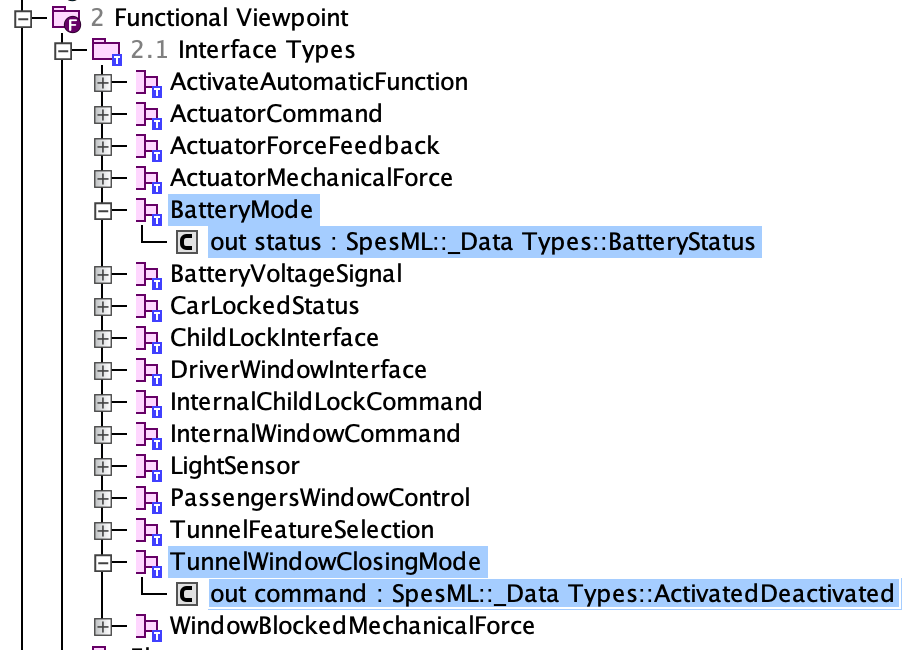 2 Functional Viewpoint
2.1 Interface Types
ActivateAutomaticFunction
ActuatorCommand
ActuatorForceFeedback
ActuatorMechanicalForce
BatteryMode
out status : SpesML::_Data Types::BatteryStatus
BatteryVoltageSignal
CarLockedStatus
ChildLockInterface
DriverWindowInterface
InternalChildLockCommand
InternalWindowCommand
LightSensor
PassengersWindowControl
TunnelFeatureSelection
TunnelWindowClosingMode
out command : SpesML::_Data Types::ActivatedDeactivated
WindowBlockedMechanicalForce